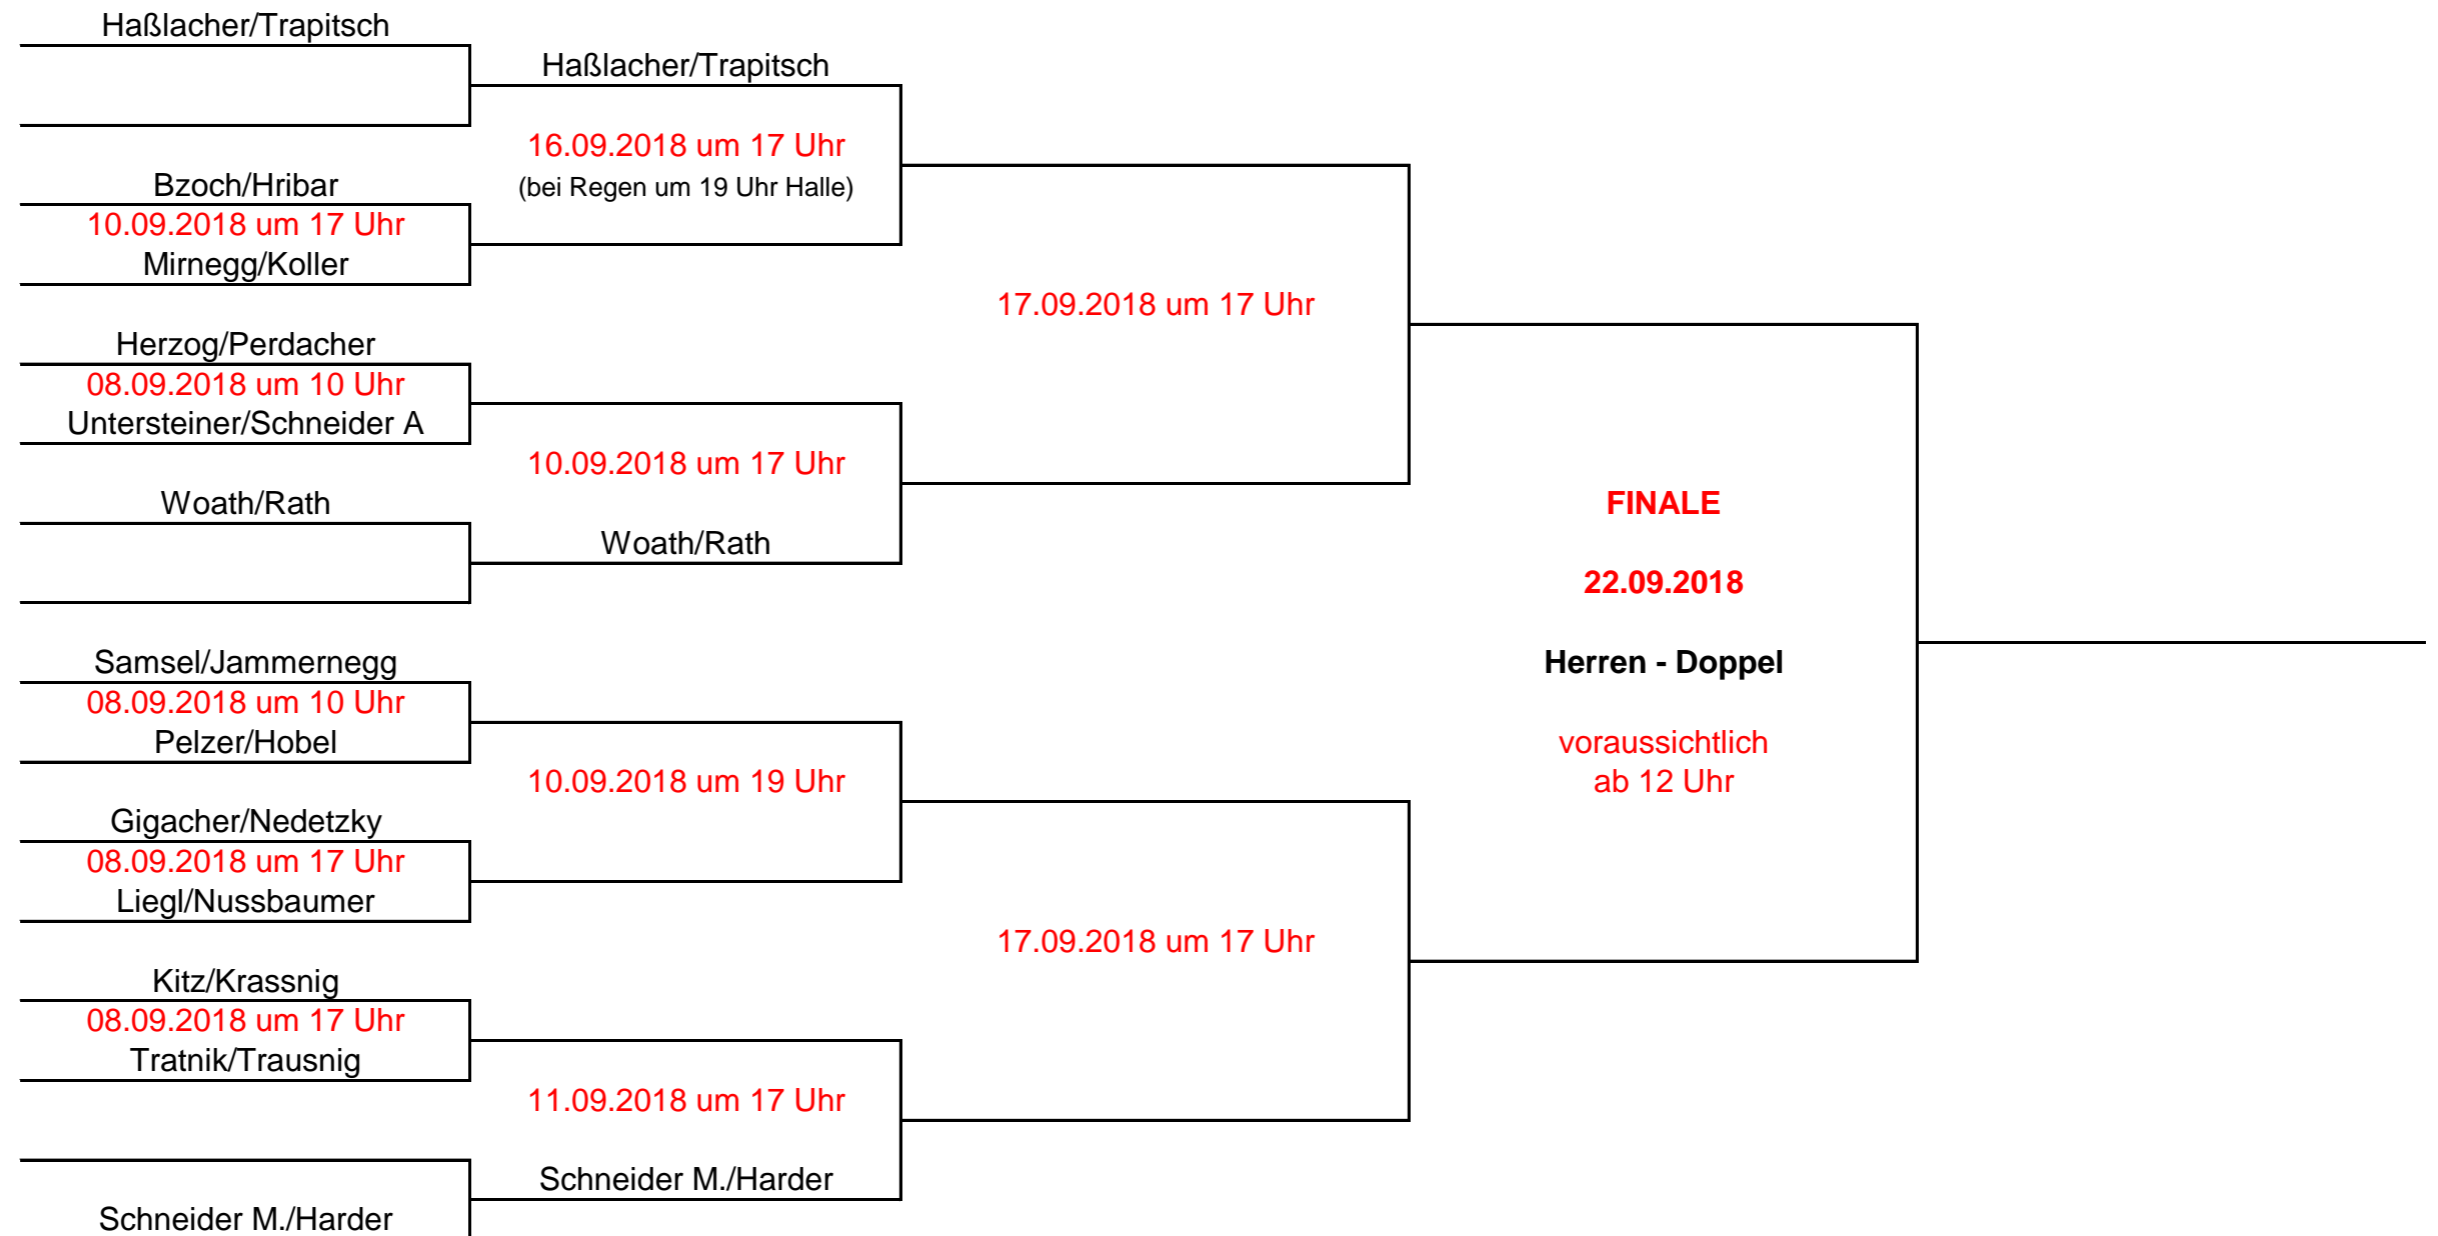 Haßlacher/Trapitsch
Haßlacher/Trapitsch
16.09.2018 um 17 Uhr
(bei Regen um 19 Uhr Halle)
Bzoch/Hribar
10.09.2018 um 17 Uhr
Mirnegg/Koller
17.09.2018 um 17 Uhr
Herzog/Perdacher
08.09.2018 um 10 Uhr
Untersteiner/Schneider A
10.09.2018 um 17 Uhr
Woath/Rath
Woath/Rath
FINALE
22.09.2018
Herren - Doppel
voraussichtlich
ab 12 Uhr
Samsel/Jammernegg
08.09.2018 um 10 Uhr
Pelzer/Hobel
10.09.2018 um 19 Uhr
Gigacher/Nedetzky
08.09.2018 um 17 Uhr
Liegl/Nussbaumer
17.09.2018 um 17 Uhr
Kitz/Krassnig
08.09.2018 um 17 Uhr
Tratnik/Trausnig
11.09.2018 um 17 Uhr
Schneider M./Harder
Schneider M./Harder